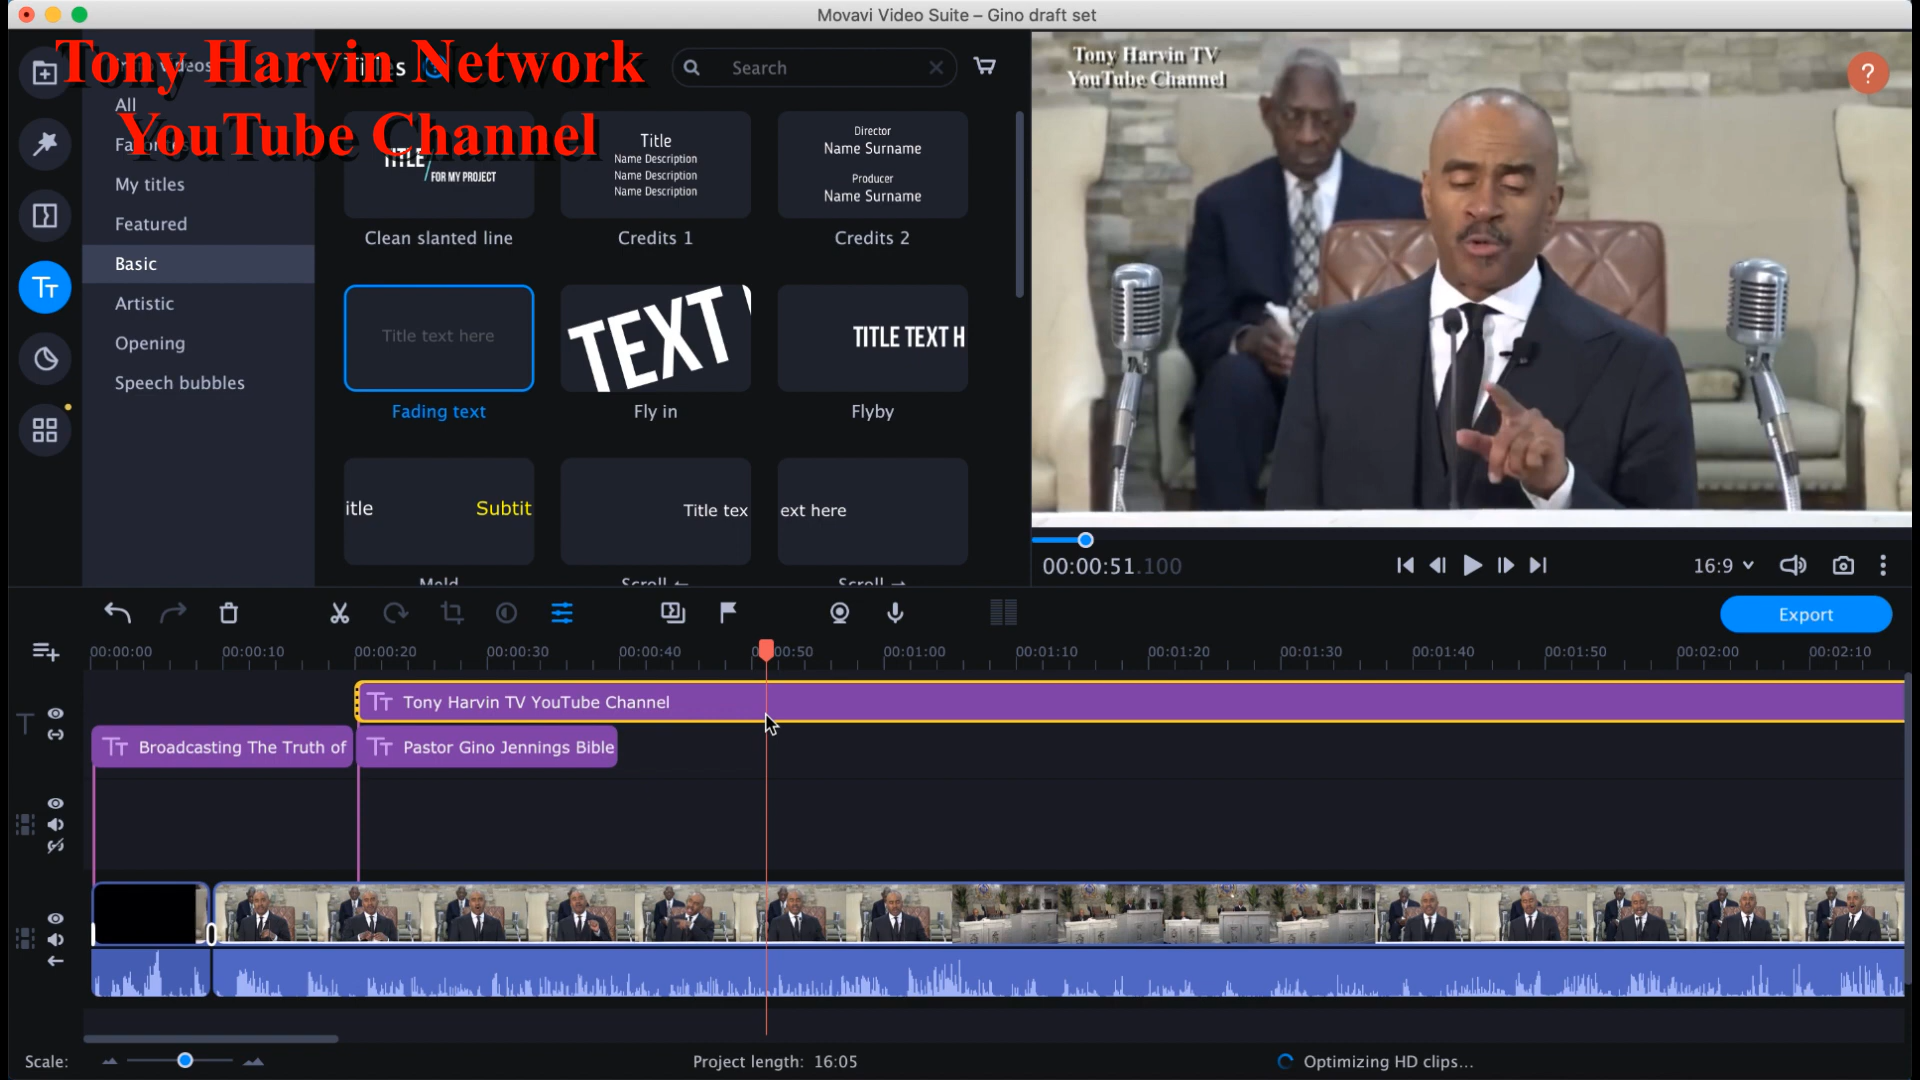 Movavi Video Suite – Gino draft set
Tony Harvin Network
YouTube Channel
Titles
Search
All
My titles
Featured
Basic
Artistic
Opening
Speech bubbles
TITLE
FOR MY PROJECT
Clean slanted line
Title
Name Description
Name Description
Name Description
Credits 1
Director
Name Surname
Producer
Name Surname
Credits 2
Title text here
Fading text
TEXT
Fly in
TITLE TEXT H
Flyby
itle
Subtit
Meld
Title tex
Scroll ←
ext here
Scroll →
Tony Harvin TV
YouTube Channel
?
00:00:51.100
16:9
Export
00:00:00
00:00:10
00:00:20
00:00:30
00:00:40
00:50
00:01:00
00:01:10
00:01:20
00:01:30
00:01:40
00:01:50
00:02:00
00:02:10
Tony Harvin TV YouTube Channel
Broadcasting The Truth of
Pastor Gino Jennings Bible
Scale:
Project length: 16:05
Optimizing HD clips...